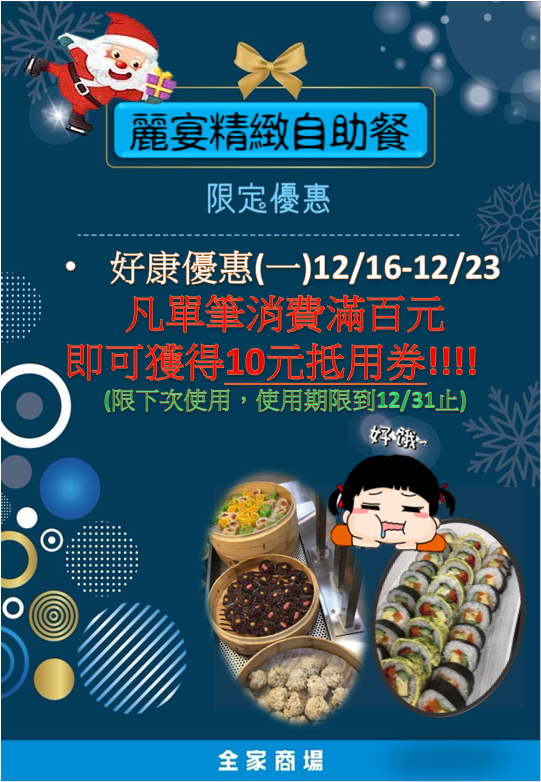 麗宴精緻自助餐
限定優惠
• 好康優惠(一)12/16-12/23
凡單筆消費滿百元
即可獲得10元抵用券!!!!
(限下次使用，使用期限到12/31止)
好饿~
全家商場